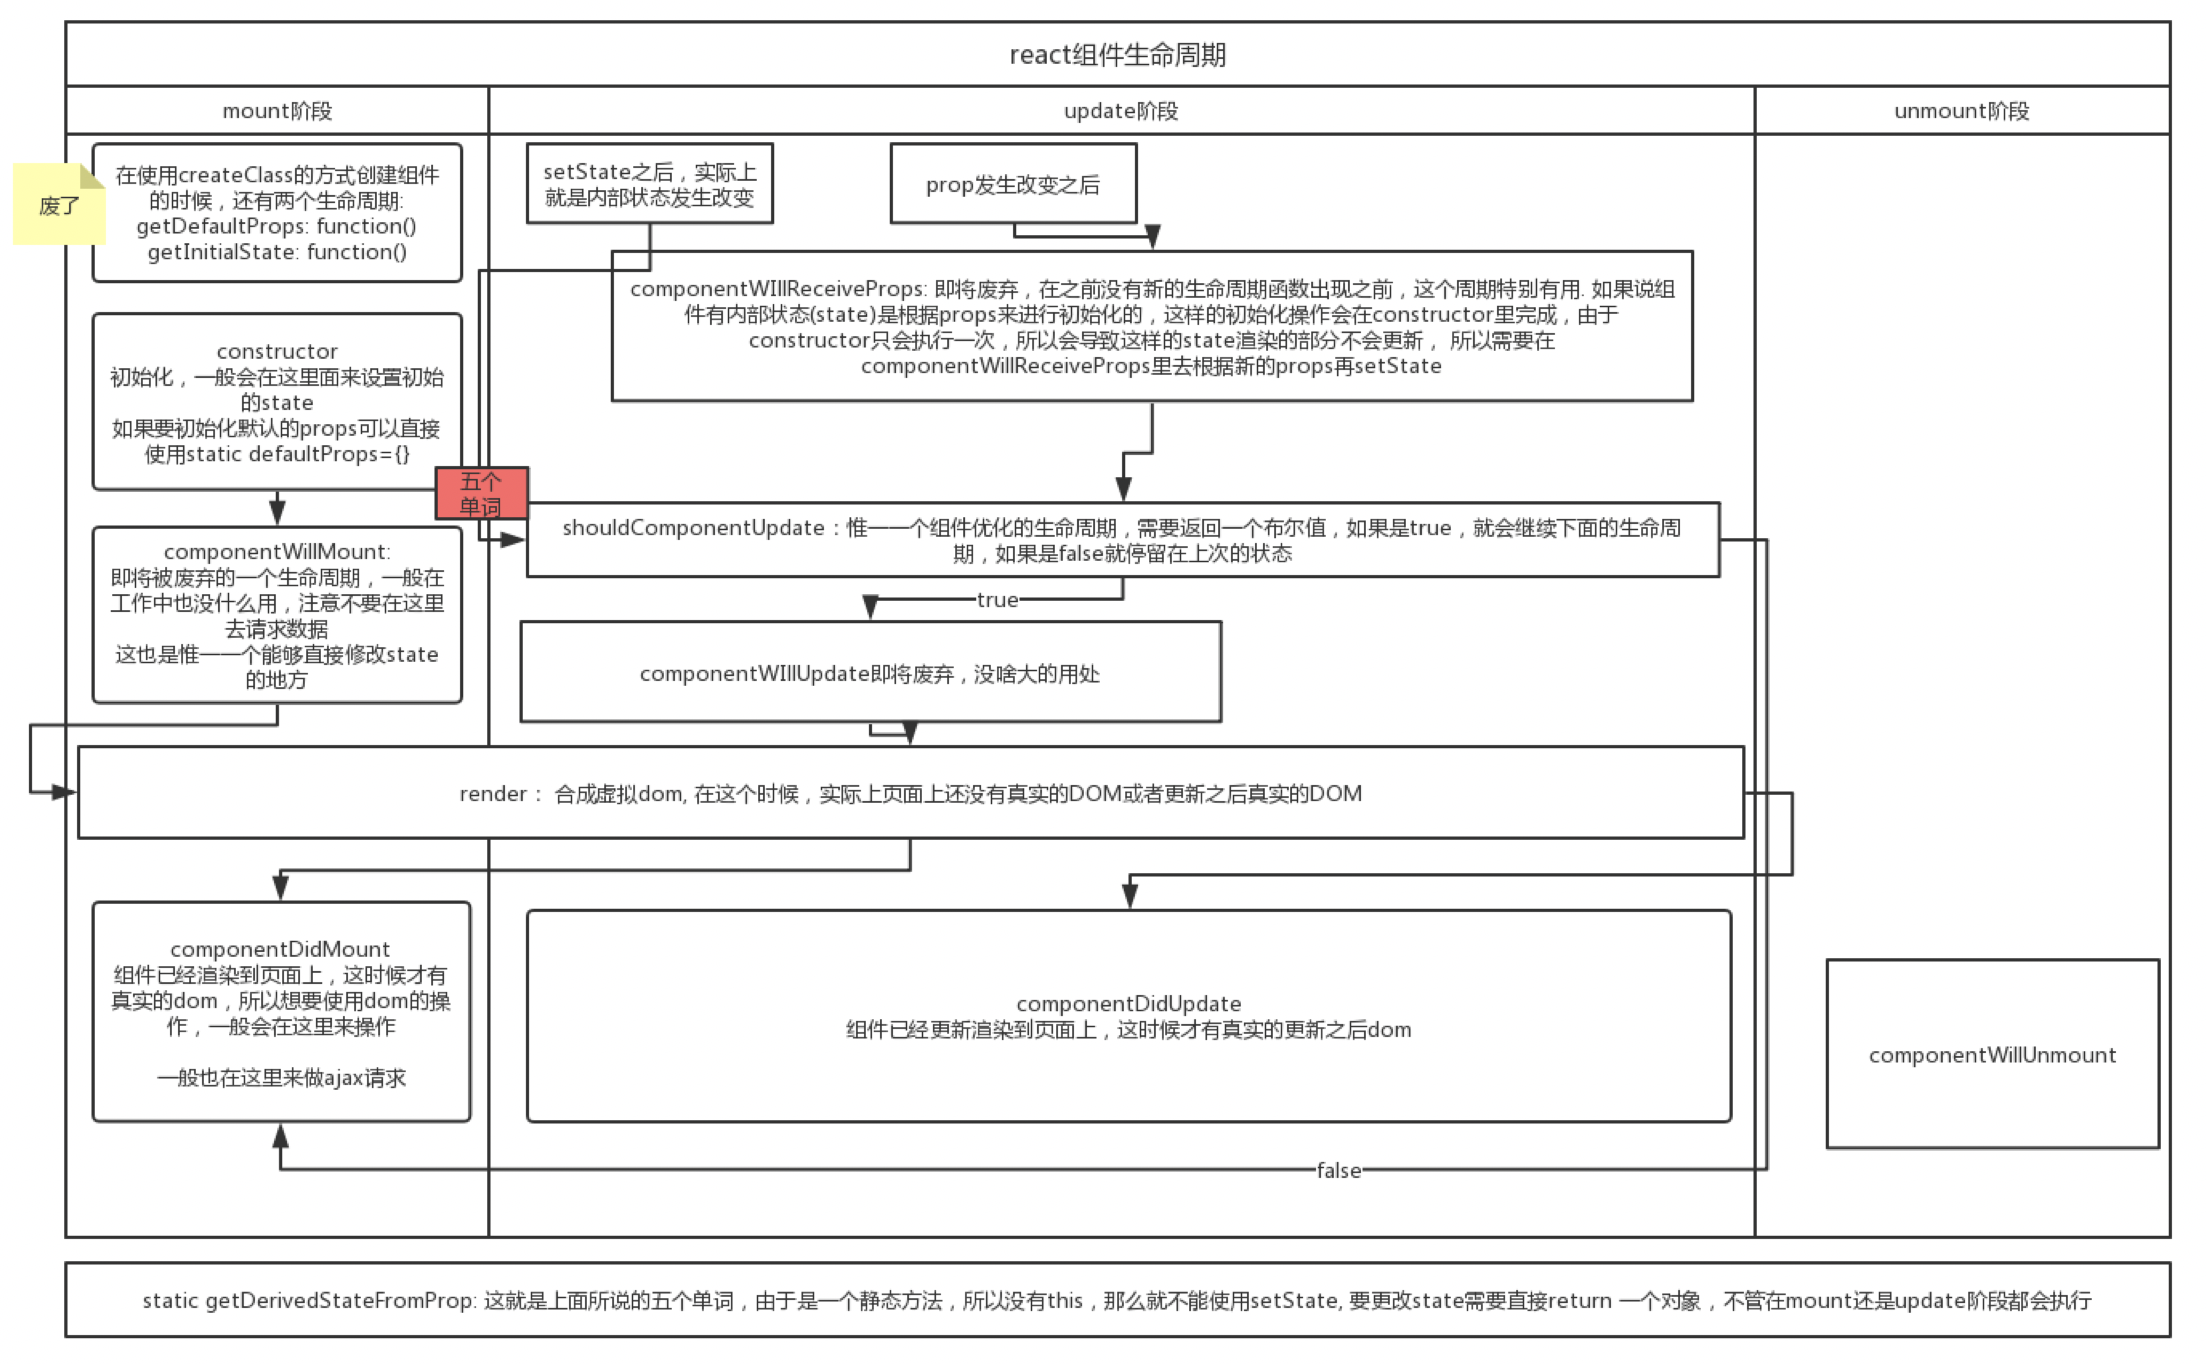 react组件生命周期
mount阶段
update阶段
unmount阶段
废了
在使用createClass的方式创建组件
的时候，还有两个生命周期:
getDefaultProps: function()
getInitialState: function()
constructor
初始化，一般会在这里面来设置初始
的state
如果要初始化默认的props可以直接
使用static defaultProps={}
componentWillMount:
即将被废弃的一个生命周期，一般在
工作中也没什么用，注意不要在这里
去请求数据
这也是惟一一个能够直接修改state
的地方
setState之后，实际上
就是内部状态发生改变
prop发生改变之后
componentWIllReceiveProps: 即将废弃，在之前没有新的生命周期函数出现之前，这个周期特别有用. 如果说组
件有内部状态(state)是根据props来进行初始化的，这样的初始化操作会在constructor里完成，由于
constructor只会执行一次，所以会导致这样的state渲染的部分不会更新， 所以需要在
componentWillReceiveProps里去根据新的props再setState
五个
单词
shouldComponentUpdate：惟一一个组件优化的生命周期，需要返回一个布尔值，如果是true，就会继续下面的生命周
期，如果是false就停留在上次的状态
true
componentWIllUpdate即将废弃，没啥大的用处
render： 合成虚拟dom, 在这个时候，实际上页面上还没有真实的DOM或者更新之后真实的DOM
componentDidMount
组件已经渲染到页面上，这时候才有
真实的dom，所以想要使用dom的操
作，一般会在这里来操作
一般也在这里来做ajax请求
componentDidUpdate
组件已经更新渲染到页面上，这时候才有真实的更新之后dom
componentWillUnmount
false
static getDerivedStateFromProp: 这就是上面所说的五个单词，由于是一个静态方法，所以没有this，那么就不能使用setState, 要更改state需要直接return 一个对象，不管在mount还是update阶段都会执行